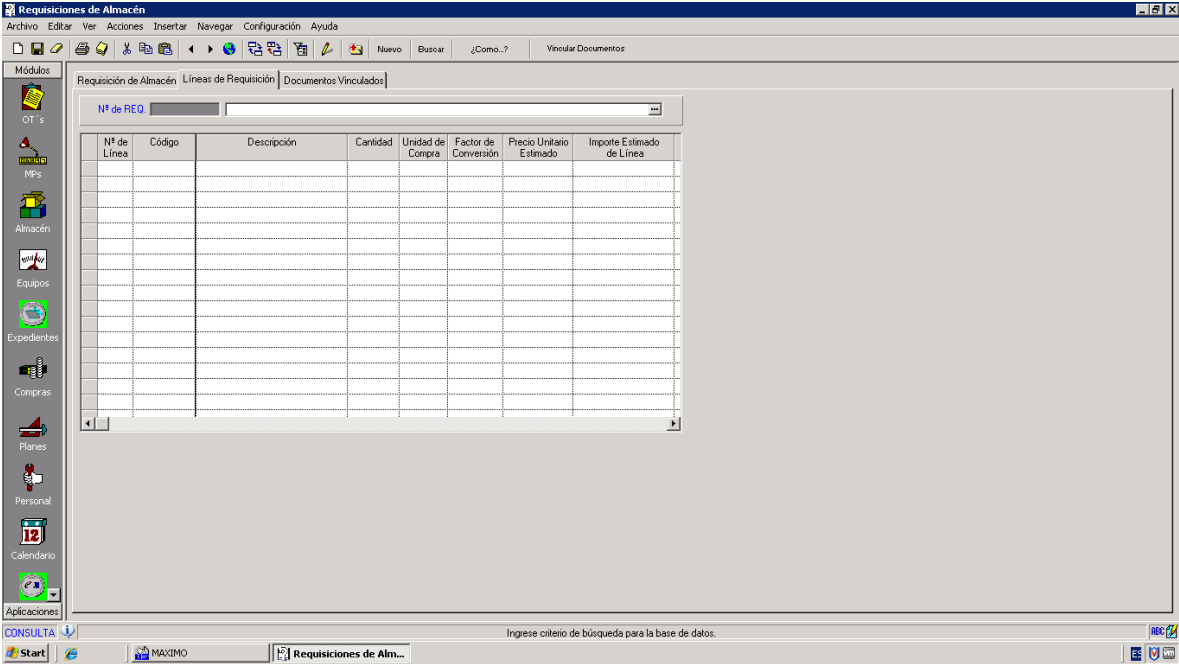 Requisiciones de Almacén
Archivo Editar Ver Acciones Insertar Navegar Configuración Ayuda
Nuevo Buscar ¿Como...? Vincular Documentos
Módulos
Requisición de Almacén Líneas de Requisición Documentos Vinculados
Nº de REQ.
Nº de Línea Código Descripción Cantidad Unidad de Compra Factor de Conversión Precio Unitario Estimado Importe Estimado de Línea
OT´s
MPs
Almacén
Equipos
Expedientes
Compras
Planes
Personal
12
Calendario
Aplicaciones
CONSULTA Ingrese criterio de búsqueda para la base de datos. ABC
Start MAXIMO Requisiciones de Alm... ES